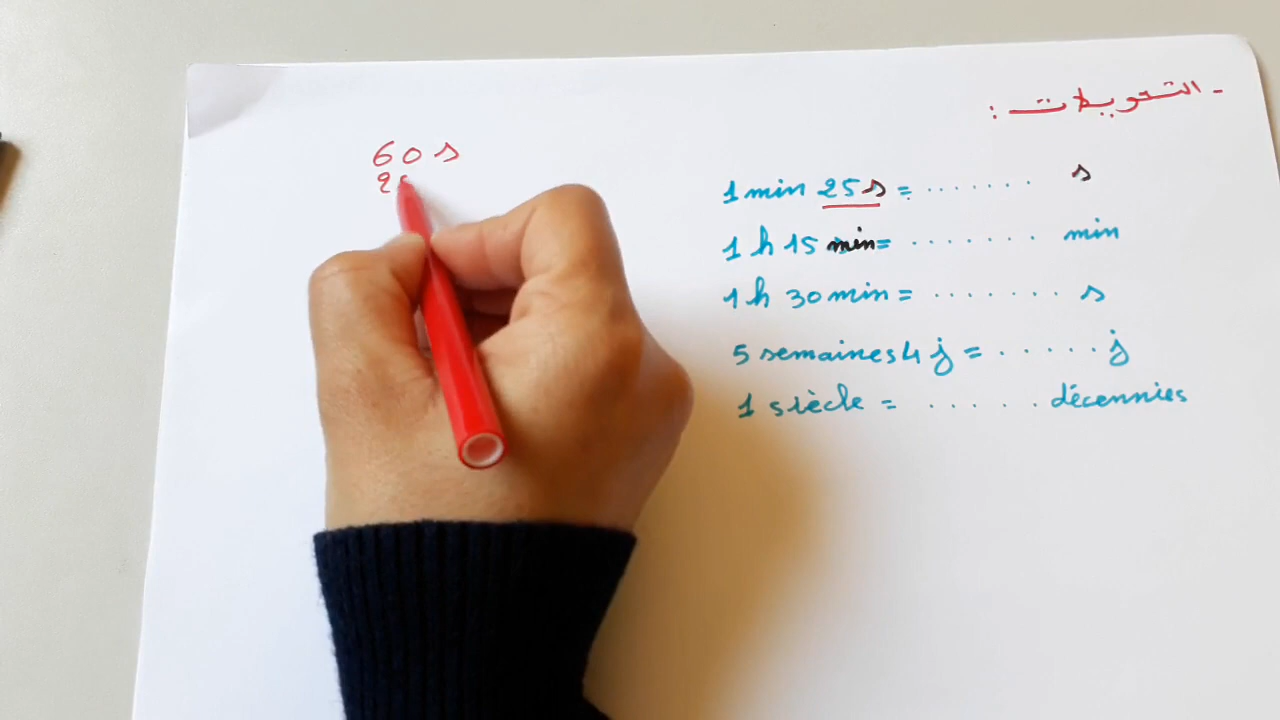 - التحويلات :
60 s
1 min 25 s = ....... s
1 h 15 min = ....... min
1 h 30 min = ........ s
5 semaines 4 j = ..... j
1 siècle = ..... décennies